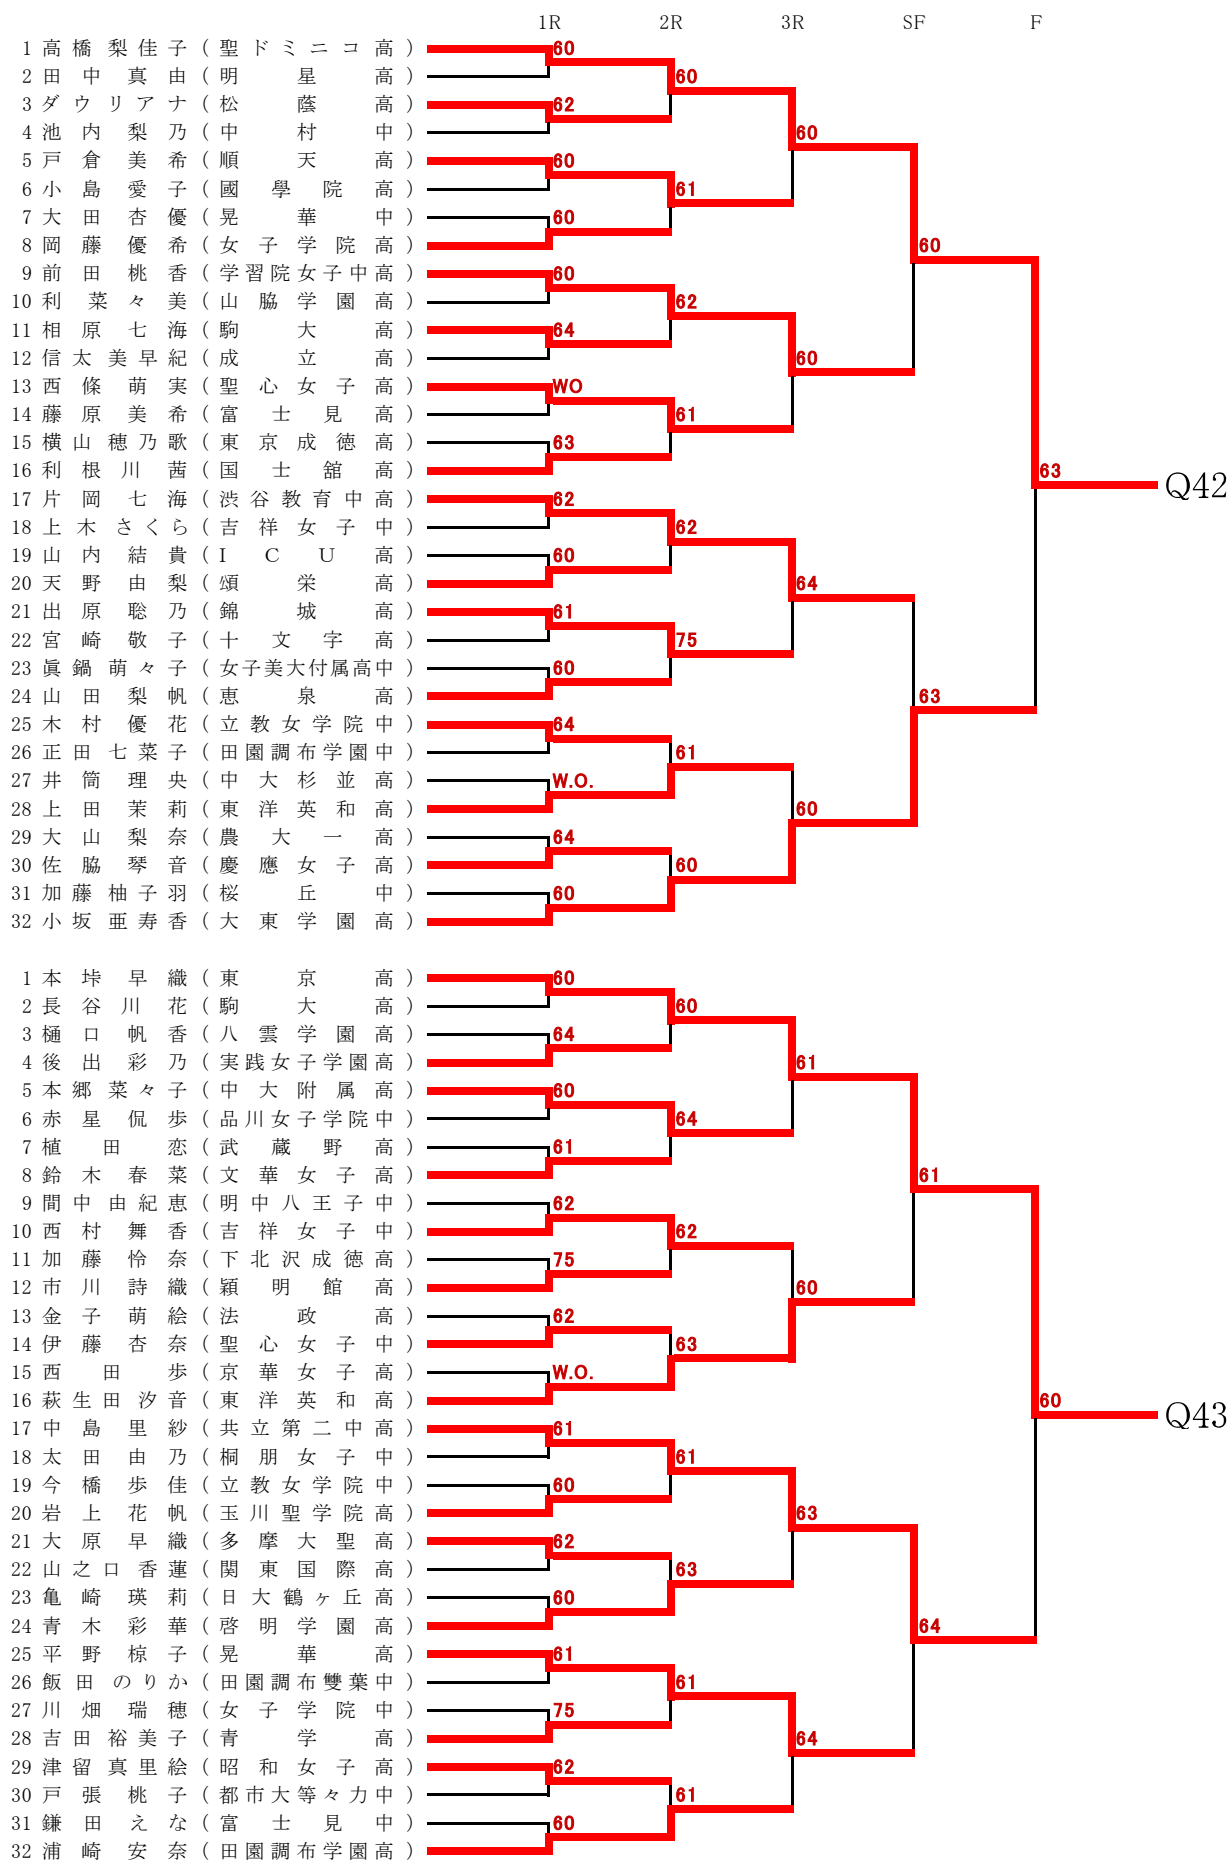 1R 2R 3R SF F
1 高橋梨佳子 (聖ドミニコ高) 60
2 田中真由 (明星高) 60
3 ダウリアナ (松蔭高) 62
4 池内梨乃 (中村中) 60
5 戸倉美希 (順天高) 60
6 小島愛子 (國學院高) 61
7 大田杏優 (晃華中) 60
8 岡藤優希 (女子学院高) 60
9 前田桃香 (学習院女子中高) 60
10 利菜々美 (山脇学園高) 62
11 相原七海 (駒大高) 64
12 信太美早紀 (成立高) 60
13 西條萌実 (聖心女子高) WO
14 藤原美希 (富士見高) 61
15 横山穂乃歌 (東京成徳高) 63
16 利根川茜 (国士舘高) 63 Q42
17 片岡七海 (渋谷教育中高) 62
18 上木さくら (吉祥女子中) 62
19 山内結貴 (ICU高) 60
20 天野由梨 (頌栄高) 64
21 出原聡乃 (錦城高) 61
22 宮崎敬子 (十文字高) 75
23 眞鍋萌々子 (女子美大付属高中) 60
24 山田梨帆 (恵泉高) 63
25 木村優花 (立教女学院中) 64
26 正田七菜子 (田園調布学園中) 61
27 井筒理央 (中大杉並高) W.O.
28 上田茉莉 (東洋英和高) 60
29 大山梨奈 (農大一高) 64
30 佐脇琴音 (慶應女子高) 60
31 加藤柚子羽 (桜丘中) 60
32 小坂亜寿香 (大東学園高)
1 本垰早織 (東京高) 60
2 長谷川花 (駒大高) 60
3 樋口帆香 (八雲学園高) 64
4 後出彩乃 (実践女子学園高) 61
5 本郷菜々子 (中大附属高) 60
6 赤星侃歩 (品川女子学院中) 64
7 植田恋 (武蔵野高) 61
8 鈴木春菜 (文華女子高) 61
9 間中由紀恵 (明中八王子中) 62
10 西村舞香 (吉祥女子中) 62
11 加藤怜奈 (下北沢成徳高) 75
12 市川詩織 (穎明館高) 60
13 金子萌絵 (法政高) 62
14 伊藤杏奈 (聖心女子中) 63
15 西田歩 (京華女子高) W.O.
16 萩生田汐音 (東洋英和高) 60 Q43
17 中島里紗 (共立第二中高) 61
18 太田由乃 (桐朋女子中) 61
19 今橋歩佳 (立教女学院中) 60
20 岩上花帆 (玉川聖学院高) 63
21 大原早織 (多摩大聖高) 62
22 山之口香蓮 (関東国際高) 63
23 亀崎瑛莉 (日大鶴ヶ丘高) 60
24 青木彩華 (啓明学園高) 64
25 平野椋子 (晃華高) 61
26 飯田のりか (田園調布雙葉中) 61
27 川畑瑞穂 (女子学院中) 75
28 吉田裕美子 (青学高) 64
29 津留真里絵 (昭和女子高) 62
30 戸張桃子 (都市大等々力中) 61
31 鎌田えな (富士見中) 60
32 浦崎安奈 (田園調布学園高)